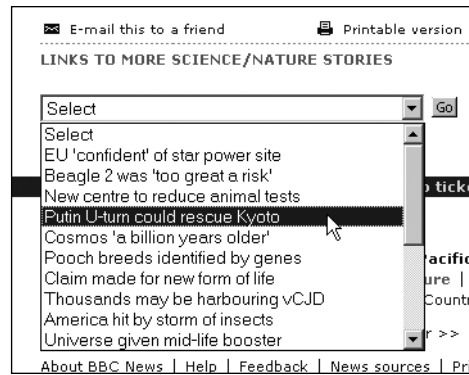 E-mail this to a friend Printable version
LINKS TO MORE SCIENCE/NATURE STORIES
Select Go
Select
EU 'confident' of star power site
Beagle 2 was 'too great a risk'
New centre to reduce animal tests
Putin U-turn could rescue Kyoto
Cosmos 'a billion years older'
Pooch breeds identified by genes
Claim made for new form of life
Thousands may be harbouring vCJD
America hit by storm of insects
Universe given mid-life booster
About BBC News | Help | Feedback | News sources |